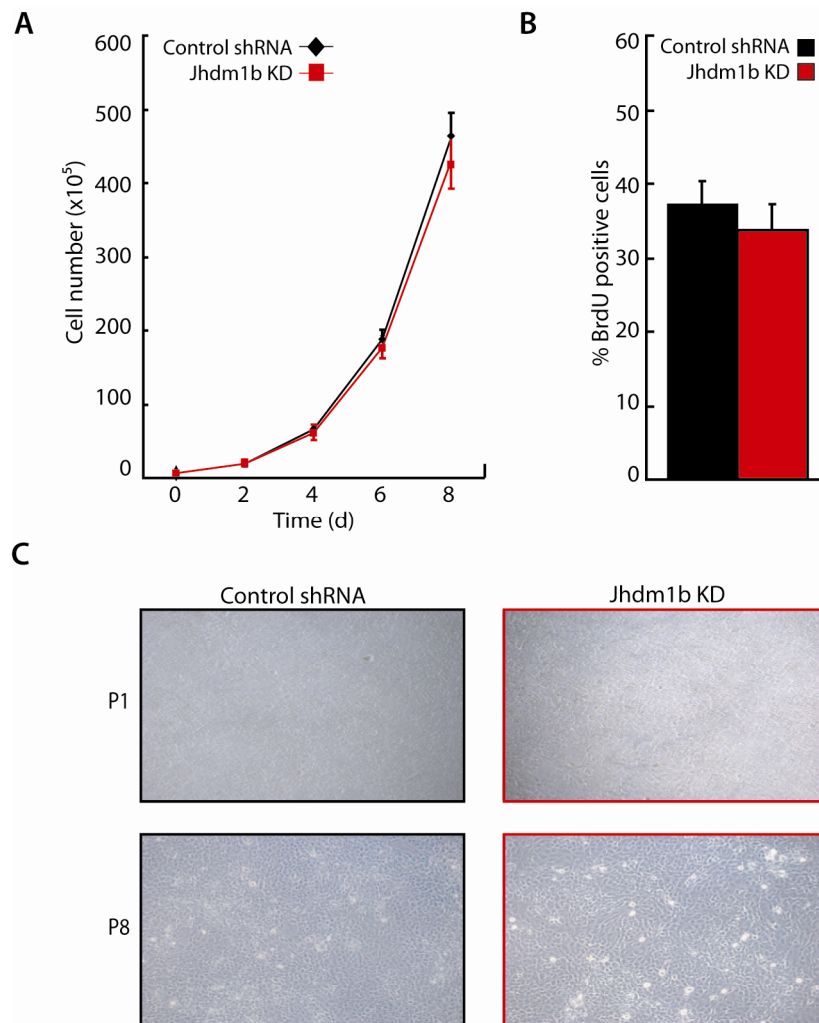 A
Control shRNA
Jhdm1b KD
600
500
400
300
200
100
0
Cell number (x10⁵)
0 2 4 6 8
Time (d)
B
Control shRNA
Jhdm1b KD
60
50
40
30
20
10
0
% BrdU positive cells
C
Control shRNA Jhdm1b KD
P1
P8